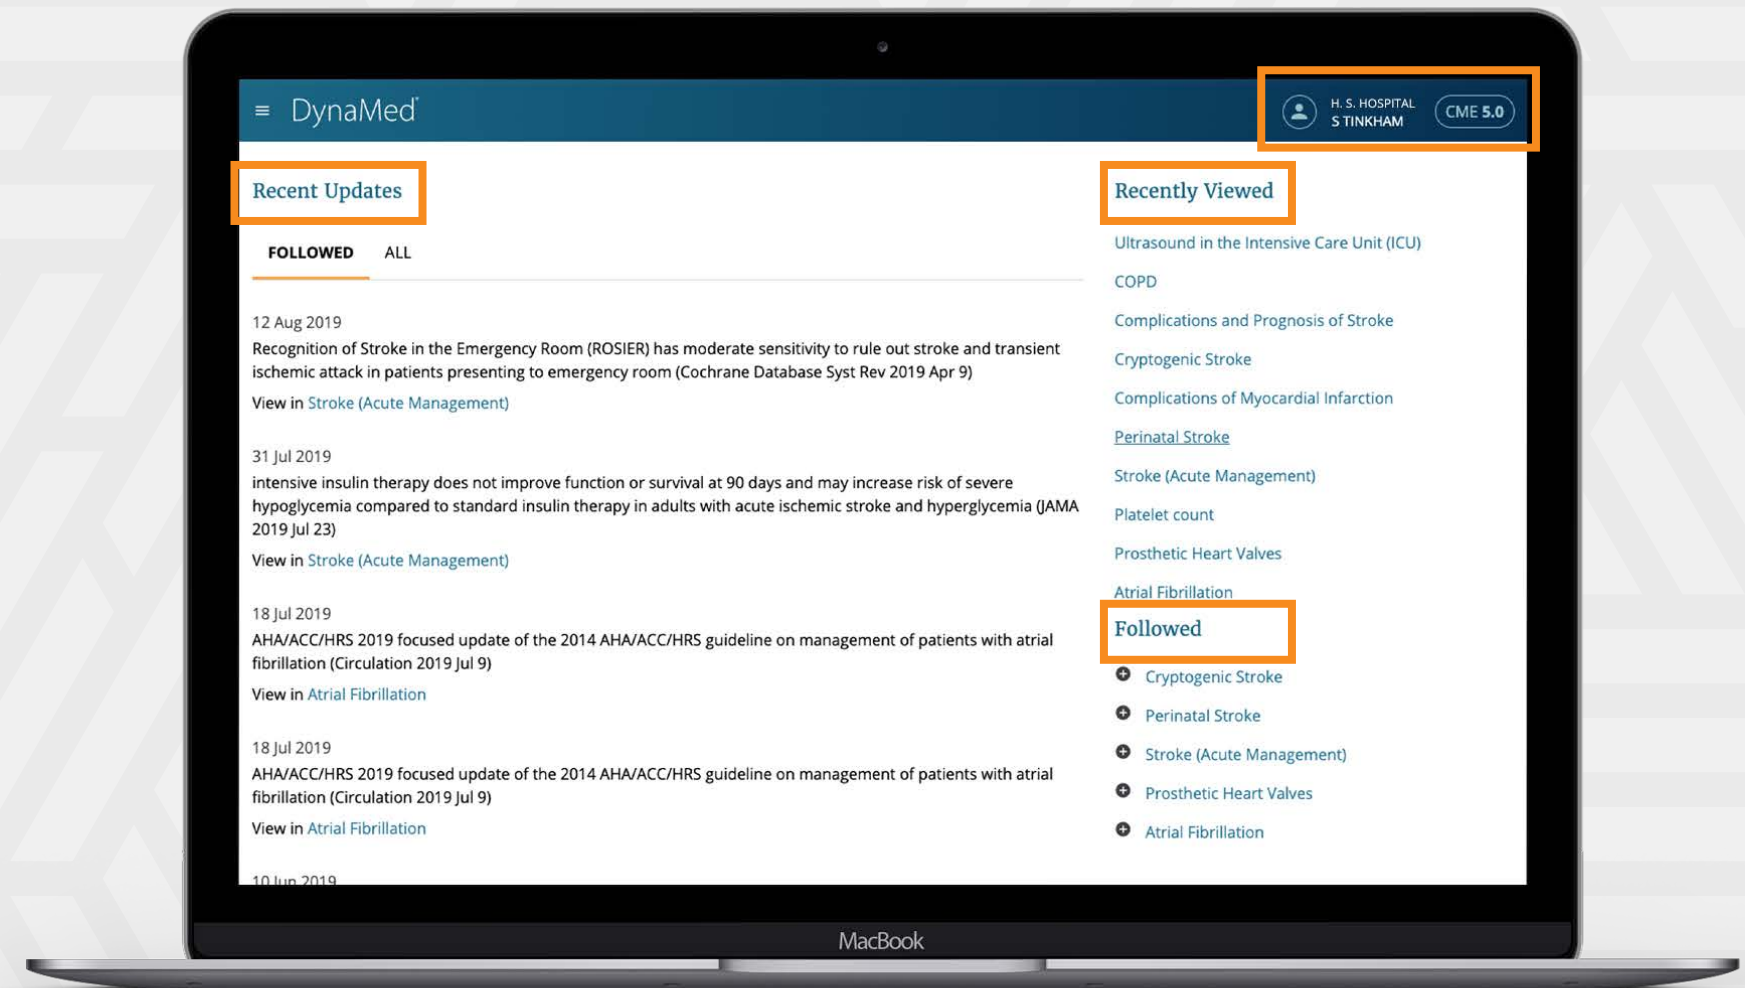 DynaMed
H. S. HOSPITAL
S TINKHAM
CME 5.0
Recent Updates
FOLLOWED ALL
12 Aug 2019
Recognition of Stroke in the Emergency Room (ROSIER) has moderate sensitivity to rule out stroke and transient
ischemic attack in patients presenting to emergency room (Cochrane Database Syst Rev 2019 Apr 9)
View in Stroke (Acute Management)
31 Jul 2019
intensive insulin therapy does not improve function or survival at 90 days and may increase risk of severe
hypoglycemia compared to standard insulin therapy in adults with acute ischemic stroke and hyperglycemia (JAMA
2019 Jul 23)
View in Stroke (Acute Management)
18 Jul 2019
AHA/ACC/HRS 2019 focused update of the 2014 AHA/ACC/HRS guideline on management of patients with atrial
fibrillation (Circulation 2019 Jul 9)
View in Atrial Fibrillation
18 Jul 2019
AHA/ACC/HRS 2019 focused update of the 2014 AHA/ACC/HRS guideline on management of patients with atrial
fibrillation (Circulation 2019 Jul 9)
View in Atrial Fibrillation
10 Jun 2019
Recently Viewed
Ultrasound in the Intensive Care Unit (ICU)
COPD
Complications and Prognosis of Stroke
Cryptogenic Stroke
Complications of Myocardial Infarction
Perinatal Stroke
Stroke (Acute Management)
Platelet count
Prosthetic Heart Valves
Atrial Fibrillation
Followed
Cryptogenic Stroke
Perinatal Stroke
Stroke (Acute Management)
Prosthetic Heart Valves
Atrial Fibrillation
MacBook